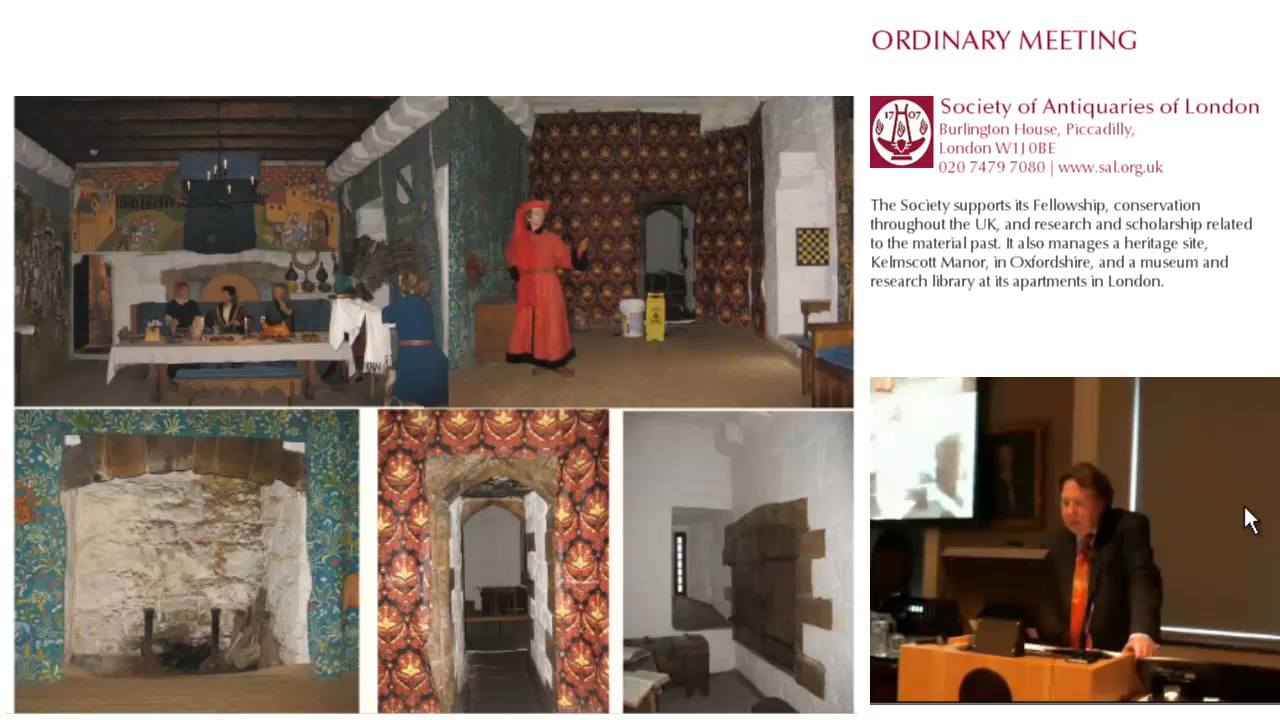 ORDINARY MEETING
17 07
Society of Antiquaries of London
Burlington House, Piccadilly,
London W1J 0BE
020 7479 7080 | www.sal.org.uk
The Society supports its Fellowship, conservation
throughout the UK, and research and scholarship related
to the material past. It also manages a heritage site,
Kelmscott Manor, in Oxfordshire, and a museum and
research library at its apartments in London.